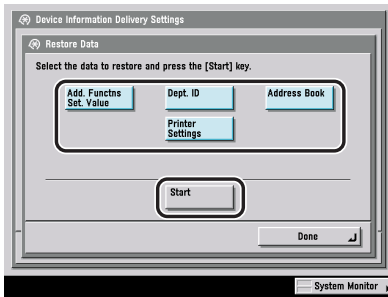 Device Information Delivery Settings
Restore Data
Select the data to restore and press the [Start] key.
Add. Functns
Set. Value
Dept. ID
Address Book
Printer
Settings
Start
Done
System Monitor